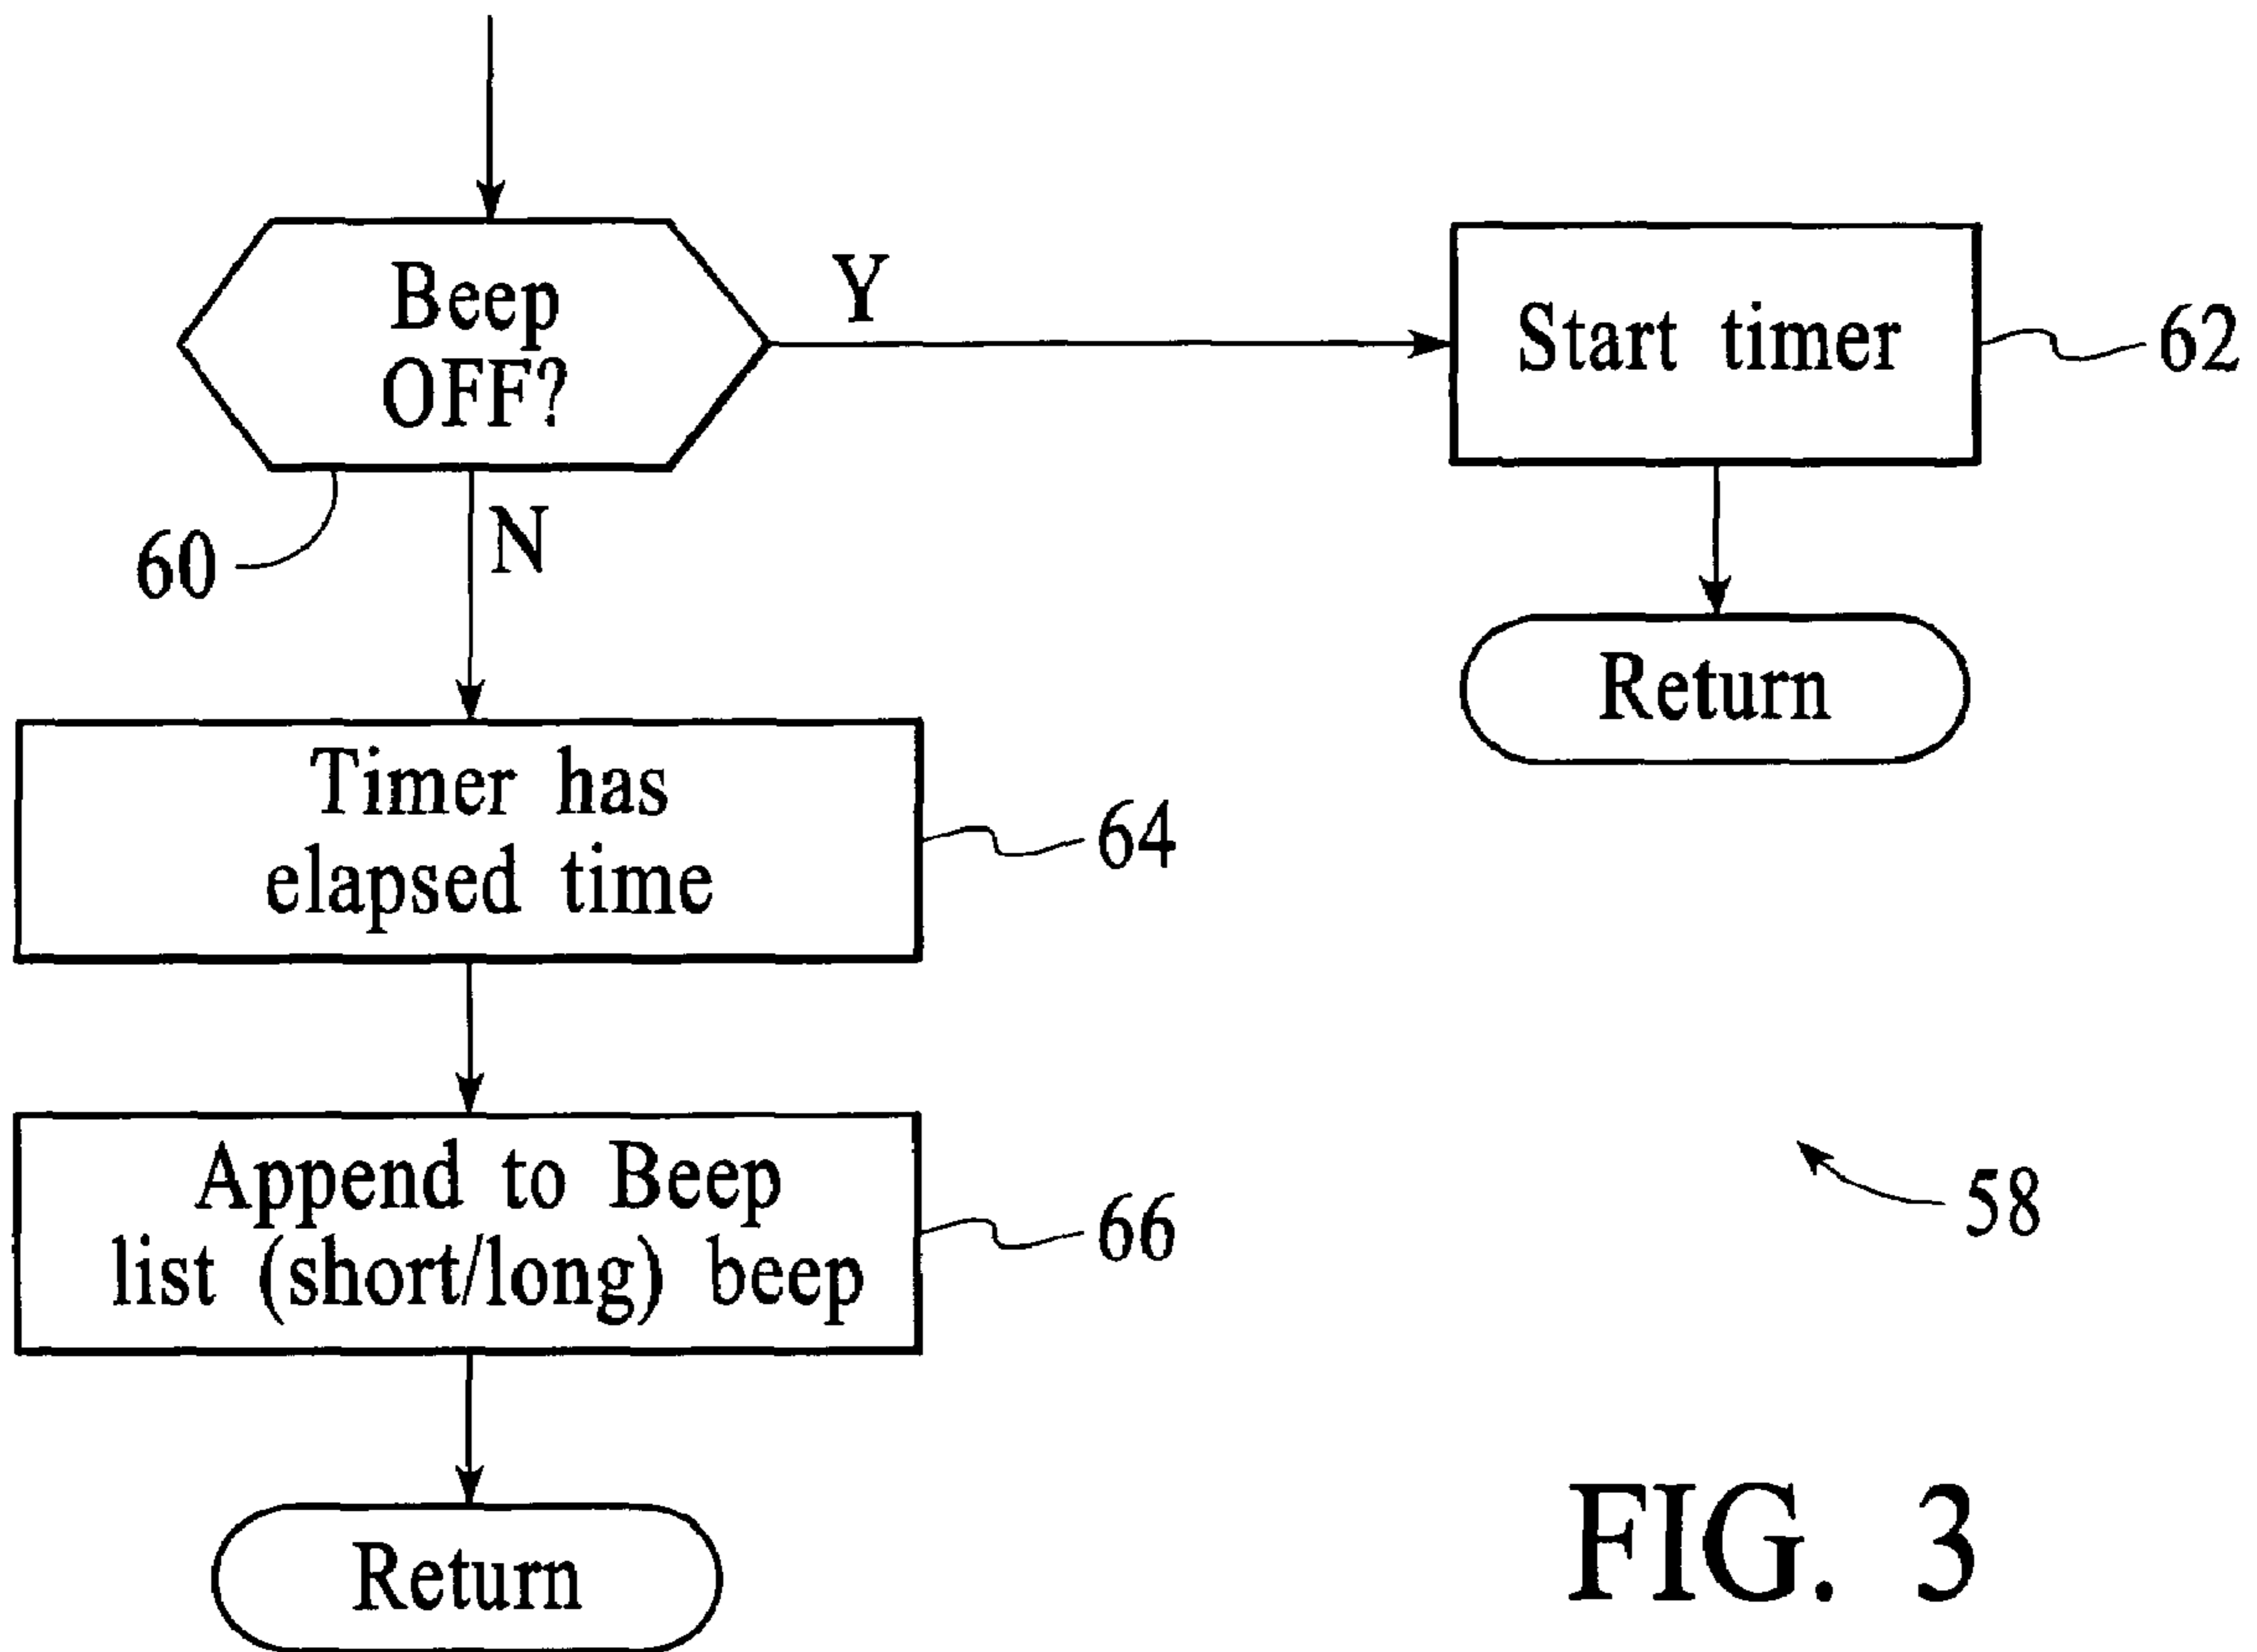 Beep
OFF?
Y
Start timer
62
60
N
Return
Timer has
elapsed time
64
Append to Beep
list (short/long) beep
66
58
Return
FIG. 3